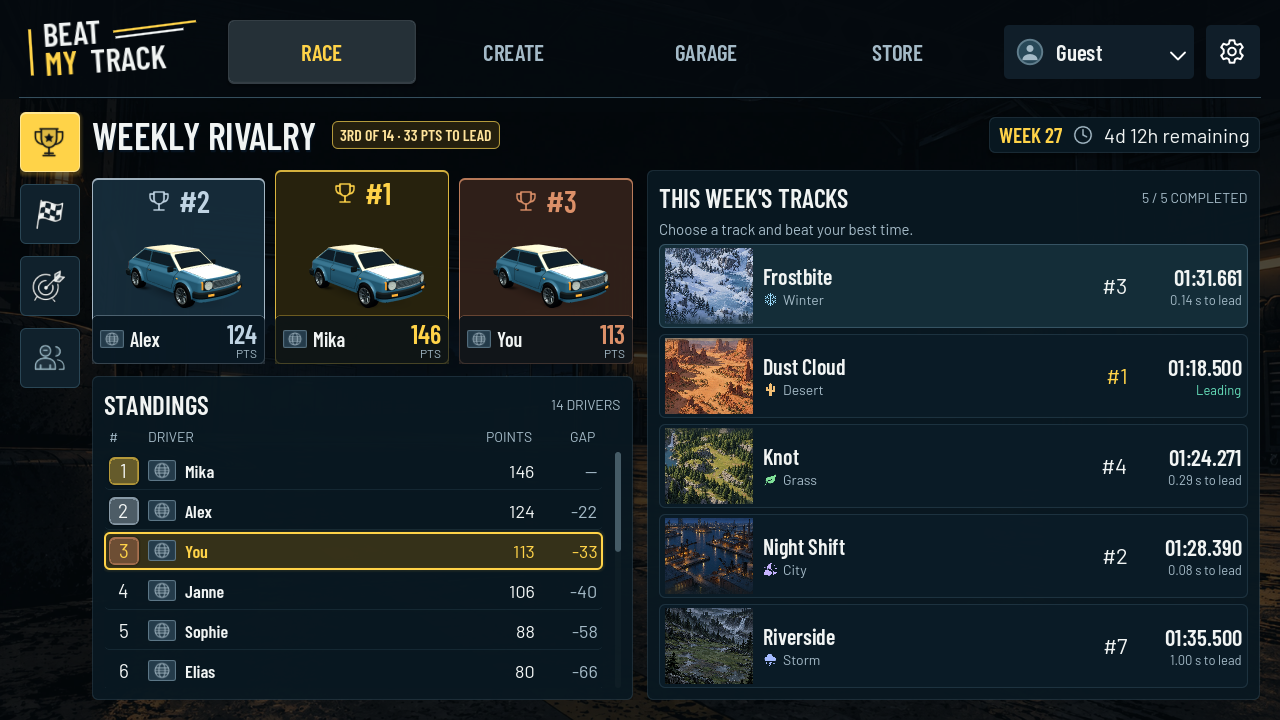 BEAT
MY TRACK
RACE
CREATE
GARAGE
STORE
Guest
WEEKLY RIVALRY
3RD OF 14 · 33 PTS TO LEAD
WEEK 27
4d 12h remaining
#2
Alex
124
PTS
#1
Mika
146
PTS
#3
You
113
PTS
STANDINGS
14 DRIVERS
# DRIVER POINTS GAP
1 Mika 146 —
2 Alex 124 -22
3 You 113 -33
4 Janne 106 -40
5 Sophie 88 -58
6 Elias 80 -66
THIS WEEK'S TRACKS
5 / 5 COMPLETED
Choose a track and beat your best time.
Frostbite
Winter
#3
01:31.661
0.14 s to lead
Dust Cloud
Desert
#1
01:18.500
Leading
Knot
Grass
#4
01:24.271
0.29 s to lead
Night Shift
City
#2
01:28.390
0.08 s to lead
Riverside
Storm
#7
01:35.500
1.00 s to lead